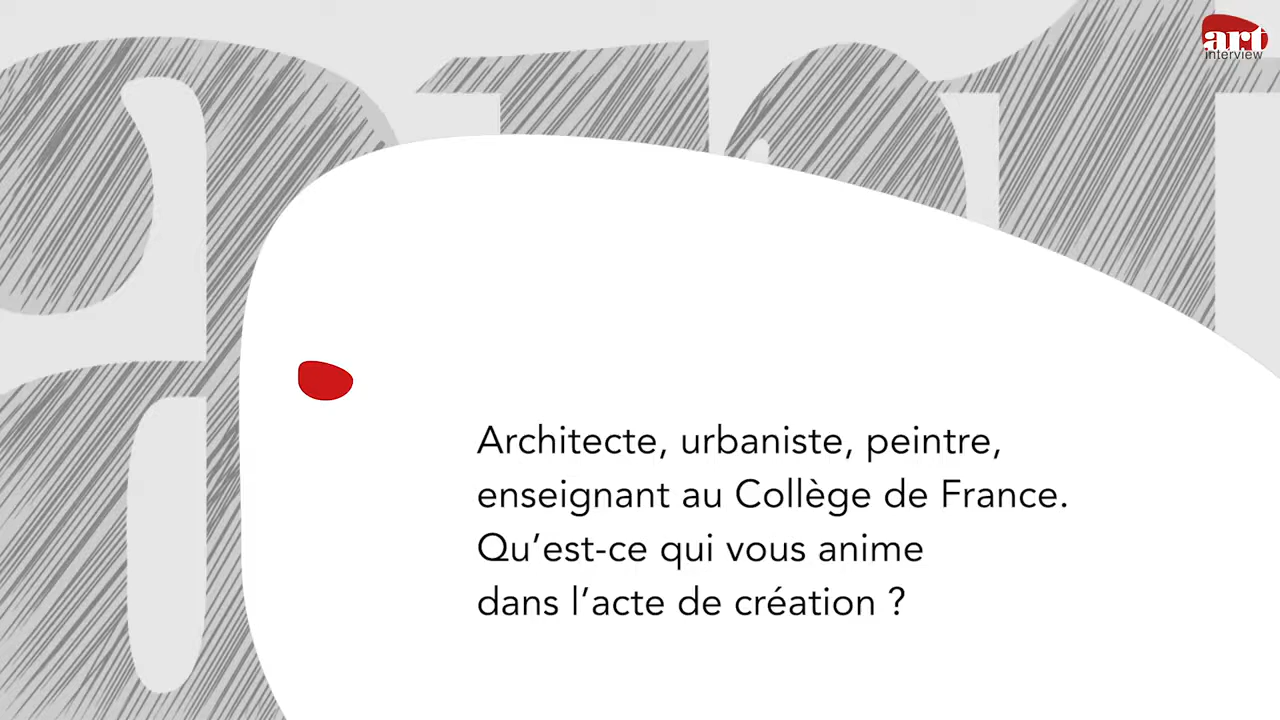 art
interview
Architecte, urbaniste, peintre,
enseignant au Collège de France.
Qu’est-ce qui vous anime
dans l’acte de création ?